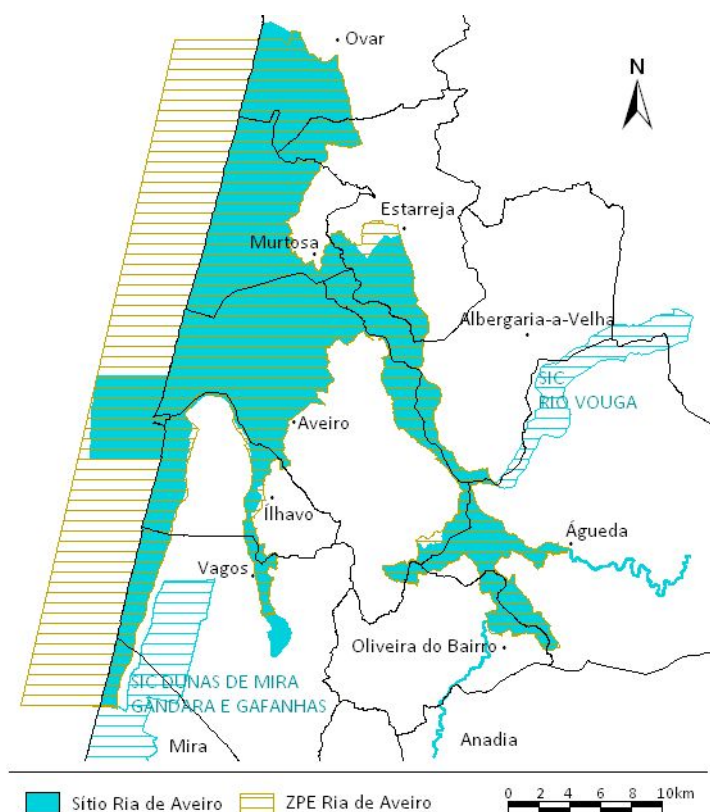 Ovar
N
Estarreja
Murtosa
Albergaria-a-Velha
SIC
RIO VOUGA
Aveiro
Ílhavo
Águeda
Vagos
Oliveira do Bairro
SIC DUNAS DE MIRA
GÂNDARA E GAFANHAS
Mira
Anadia
Sítio Ria de Aveiro
ZPE Ria de Aveiro
0 2 4 6 8 10km